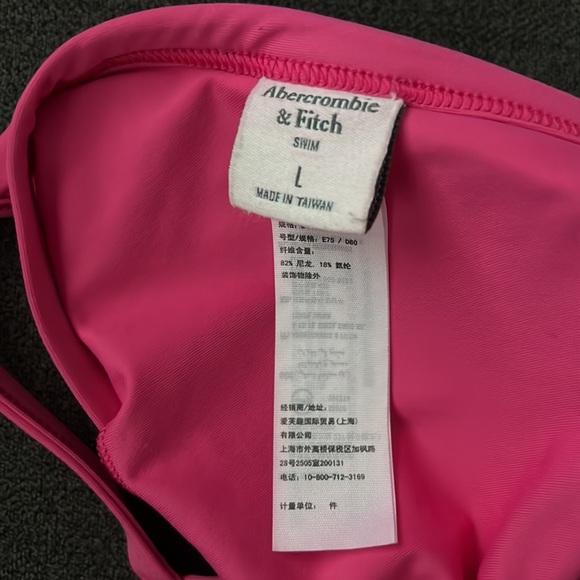 Abercrombie
& Fitch
SWIM
L
MADE IN TAIWAN
号型/规格: E75 / D80
纤维含量:
82% 尼龙, 18% 氨纶
装饰物除外
经销商/地址:
爱芙趣国际贸易(上海)
有限公司
上海市外高桥保税区加枫路
28号2505室200131
电话: 10-800-712-3169
计量单位: 件